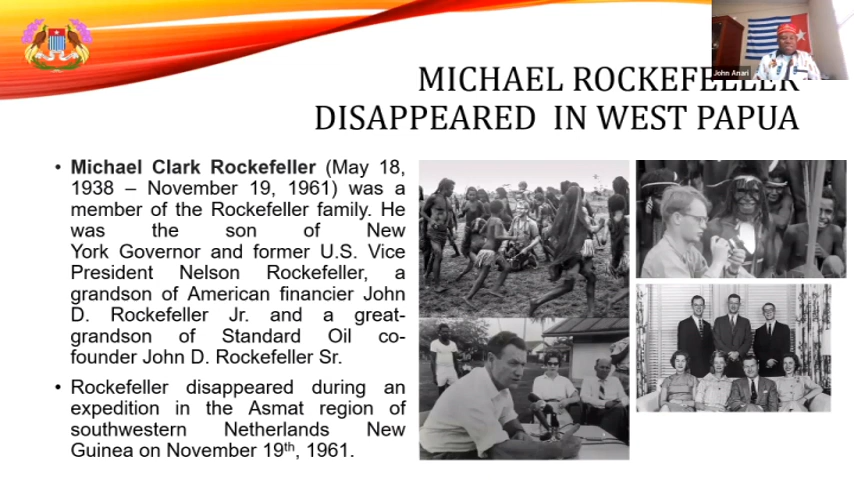 John Anari
MICHAEL ROCKEFELLER
DISAPPEARED IN WEST PAPUA
• Michael Clark Rockefeller (May 18,
1938 – November 19, 1961) was a
member of the Rockefeller family. He
was the son of New
York Governor and former U.S. Vice
President Nelson Rockefeller, a
grandson of American financier John
D. Rockefeller Jr. and a great-
grandson of Standard Oil co-
founder John D. Rockefeller Sr.
• Rockefeller disappeared during an
expedition in the Asmat region of
southwestern Netherlands New
Guinea on November 19th, 1961.